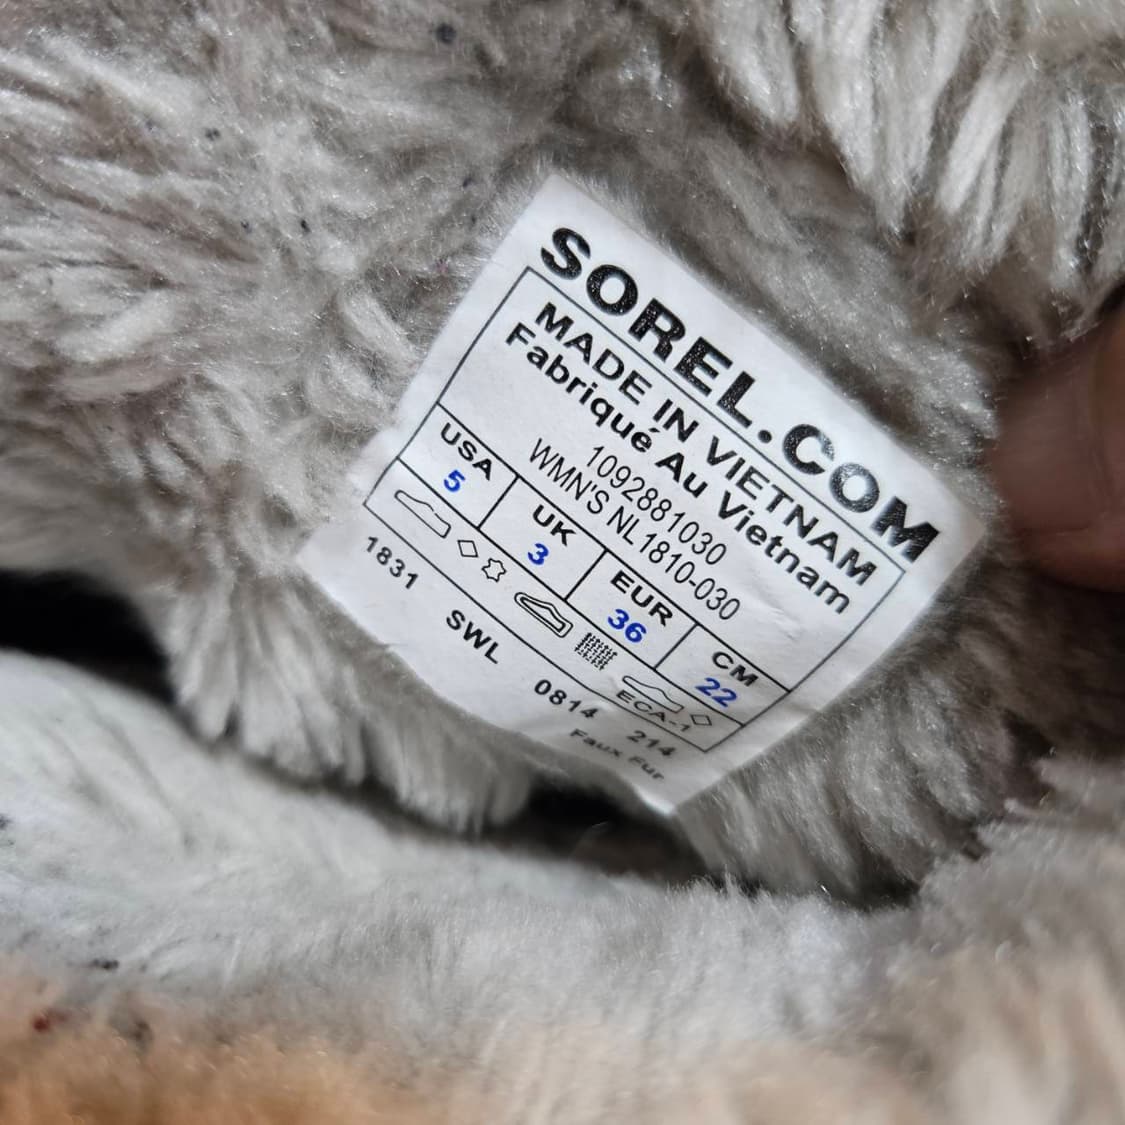 SOREL.COM
MADE IN VIETNAM
Fabriqué Au Vietnam
1092881030
WMN'S NL1810-030
USA UK EUR CM
5 3 36 22
ECA-1
1831 SWL 0814 214
Faux Fur